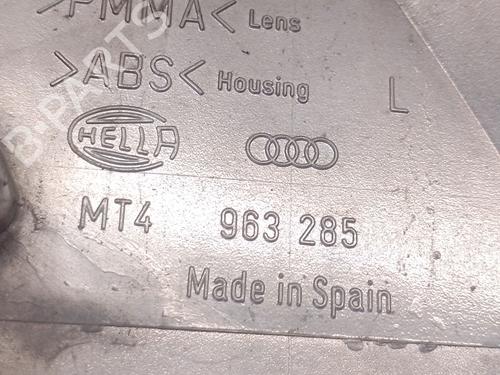 >PMMA< Lens
>ABS< Housing L
HELLA
MT4 963 285
Made in Spain
B-PARTS